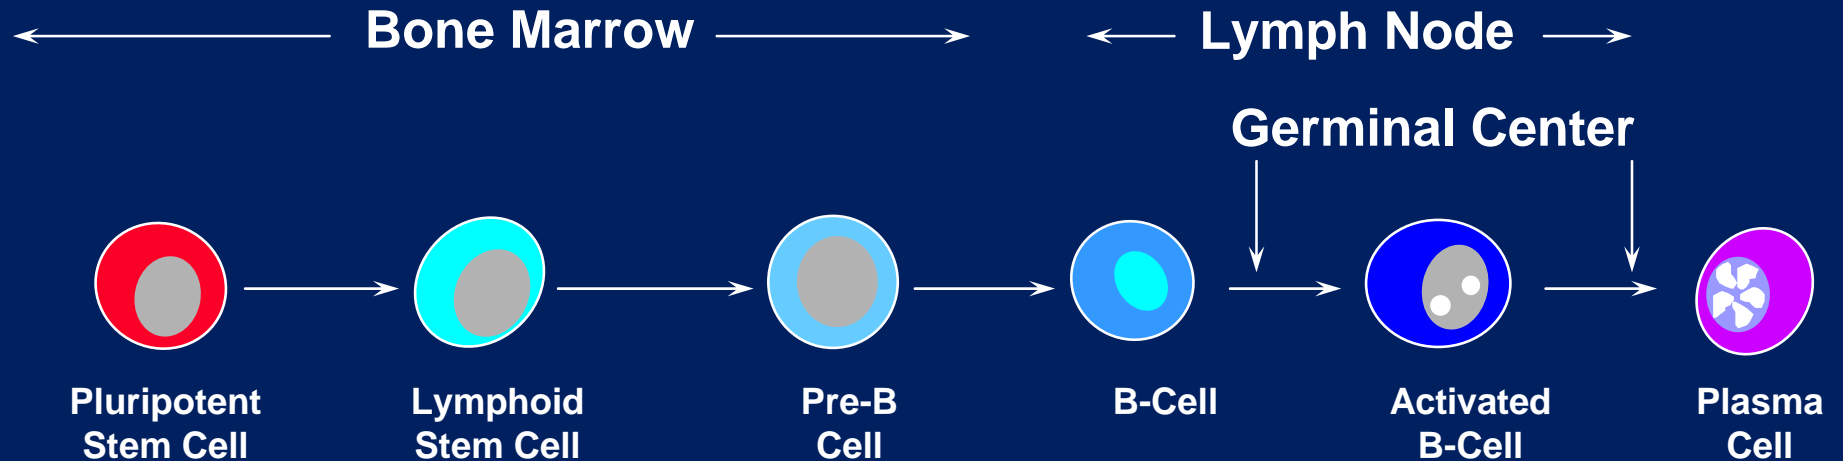 Bone Marrow
Lymph Node
Germinal Center
Pluripotent
Stem Cell
Lymphoid
Stem Cell
Pre-B
Cell
B-Cell
Activated
B-Cell
Plasma
Cell